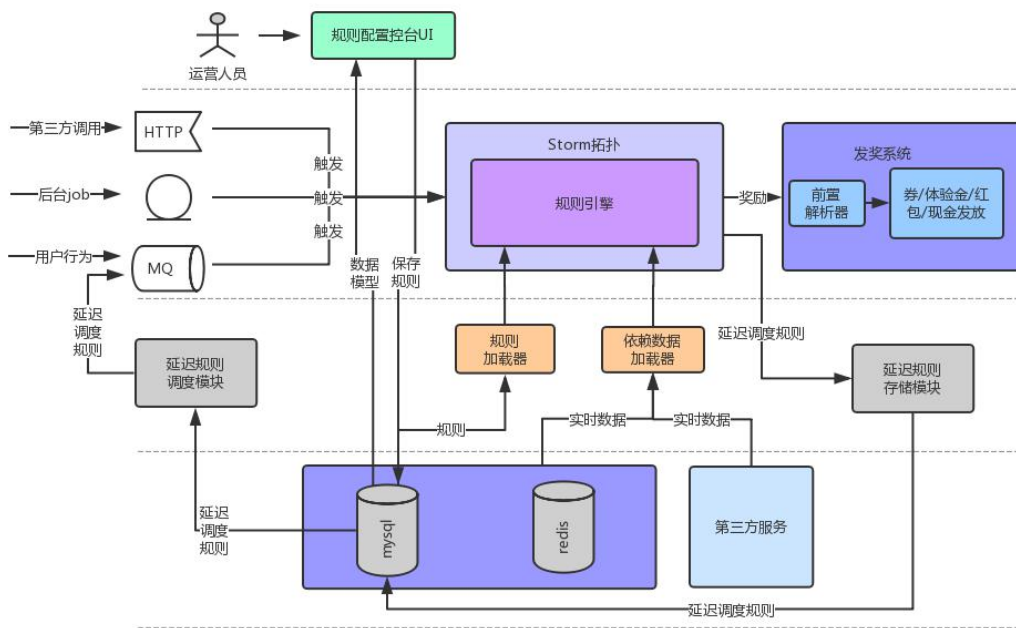 规则配置控台UI
运营人员
第三方调用
HTTP
触发
后台job
触发
触发
用户行为
MQ
数据
模型
保存
规则
Storm拓扑
规则引擎
奖励
发奖系统
前置
解析器
券/体验金/红
包/现金发放
延迟
调度
规则
延迟规则
调度模块
规则
加载器
依赖数据
加载器
延迟调度规则
延迟规则
存储模块
规则
实时数据
实时数据
延迟
调度
规则
mysql
redis
第三方服务
延迟调度规则